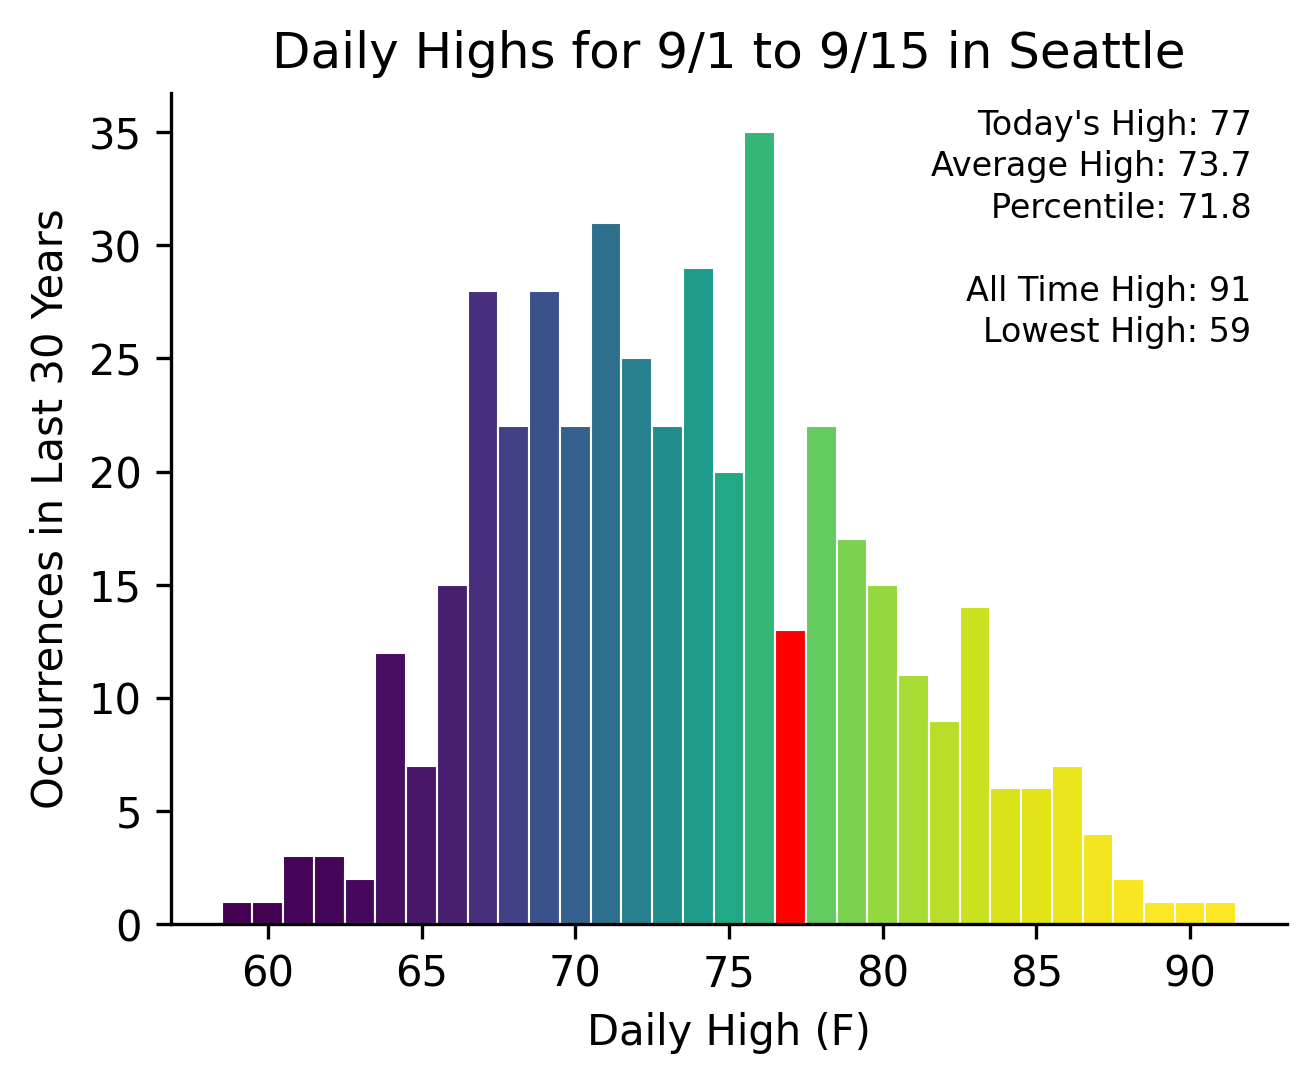 Daily Highs for 9/1 to 9/15 in Seattle
Today's High: 77
Average High: 73.7
Percentile: 71.8
All Time High: 91
Lowest High: 59
Occurrences in Last 30 Years
35
30
25
20
15
10
5
0
60 65 70 75 80 85 90
Daily High (F)